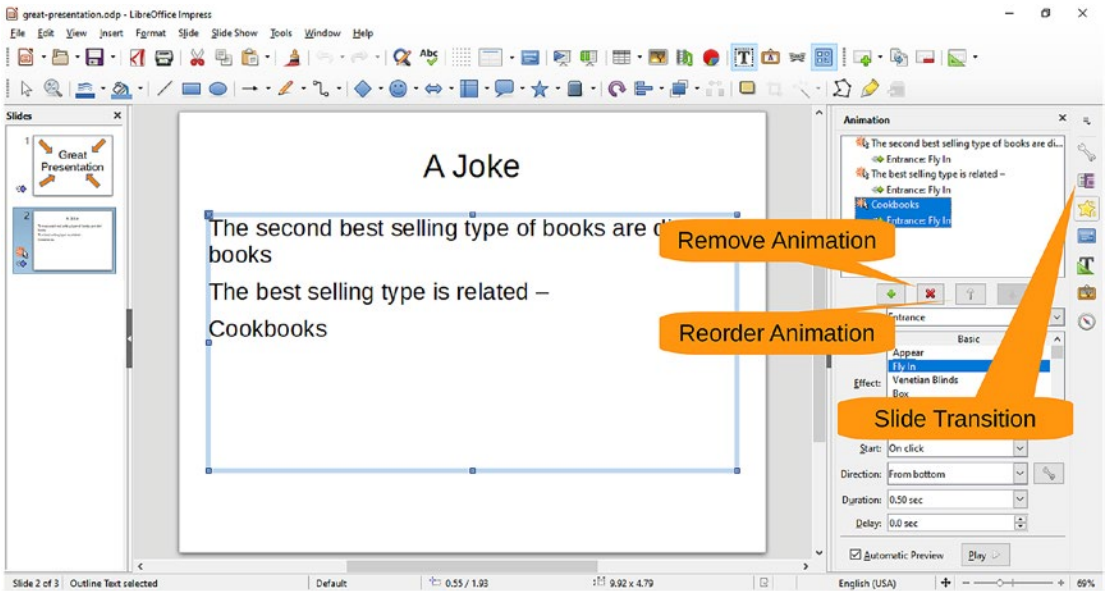 great-presentation.odp - LibreOffice Impress
File Edit View Insert Format Slide Slide Show Tools Window Help
Abc
Slides
1
Great
Presentation
2
A Joke
A Joke
The second best selling type of books are di
books
The best selling type is related –
Cookbooks
Animation
The second best selling type of books are di...
Entrance: Fly In
The best selling type is related –
Entrance: Fly In
Cookbooks
Entrance: Fly In
Remove Animation
Reorder Animation
Entrance
Basic
Appear
Fly In
Effect: Venetian Blinds
Box
Slide Transition
Start: On click
Direction: From bottom
Duration: 0.50 sec
Delay: 0.0 sec
Automatic Preview Play
Slide 2 of 3 Outline Text selected Default 0.55 / 1.93 9.92 x 4.79 English (USA) 69%